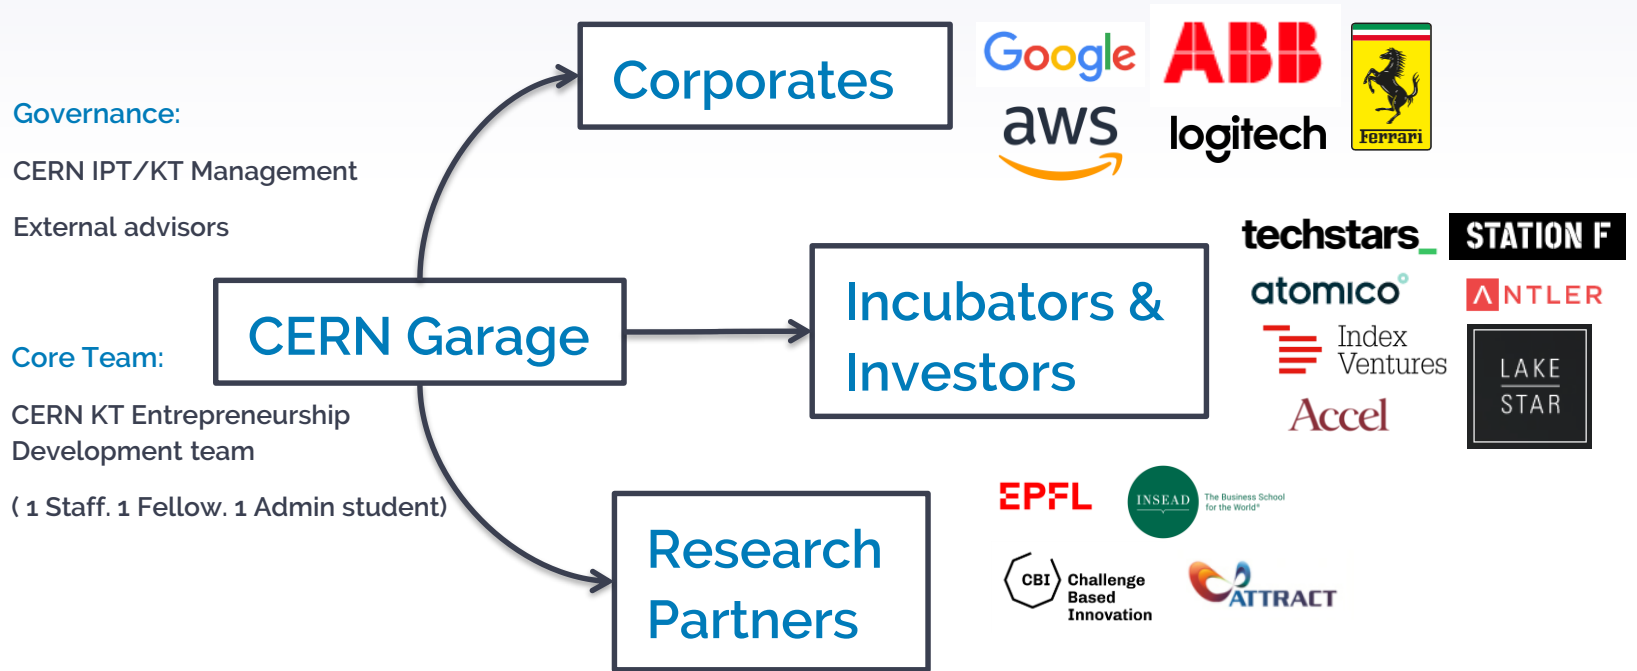 Governance:
CERN IPT/KT Management
External advisors
Core Team:
CERN KT Entrepreneurship
Development team
( 1 Staff. 1 Fellow. 1 Admin student)
CERN Garage
Corporates
Google
ABB
Ferrari
aws
logitech
Incubators &
Investors
techstars_
STATION F
atomico
ANTLER
Index
Ventures
LAKE
STAR
Accel
Research
Partners
EPFL
INSEAD
The Business School
for the World®
CBI
Challenge
Based
Innovation
ATTRACT